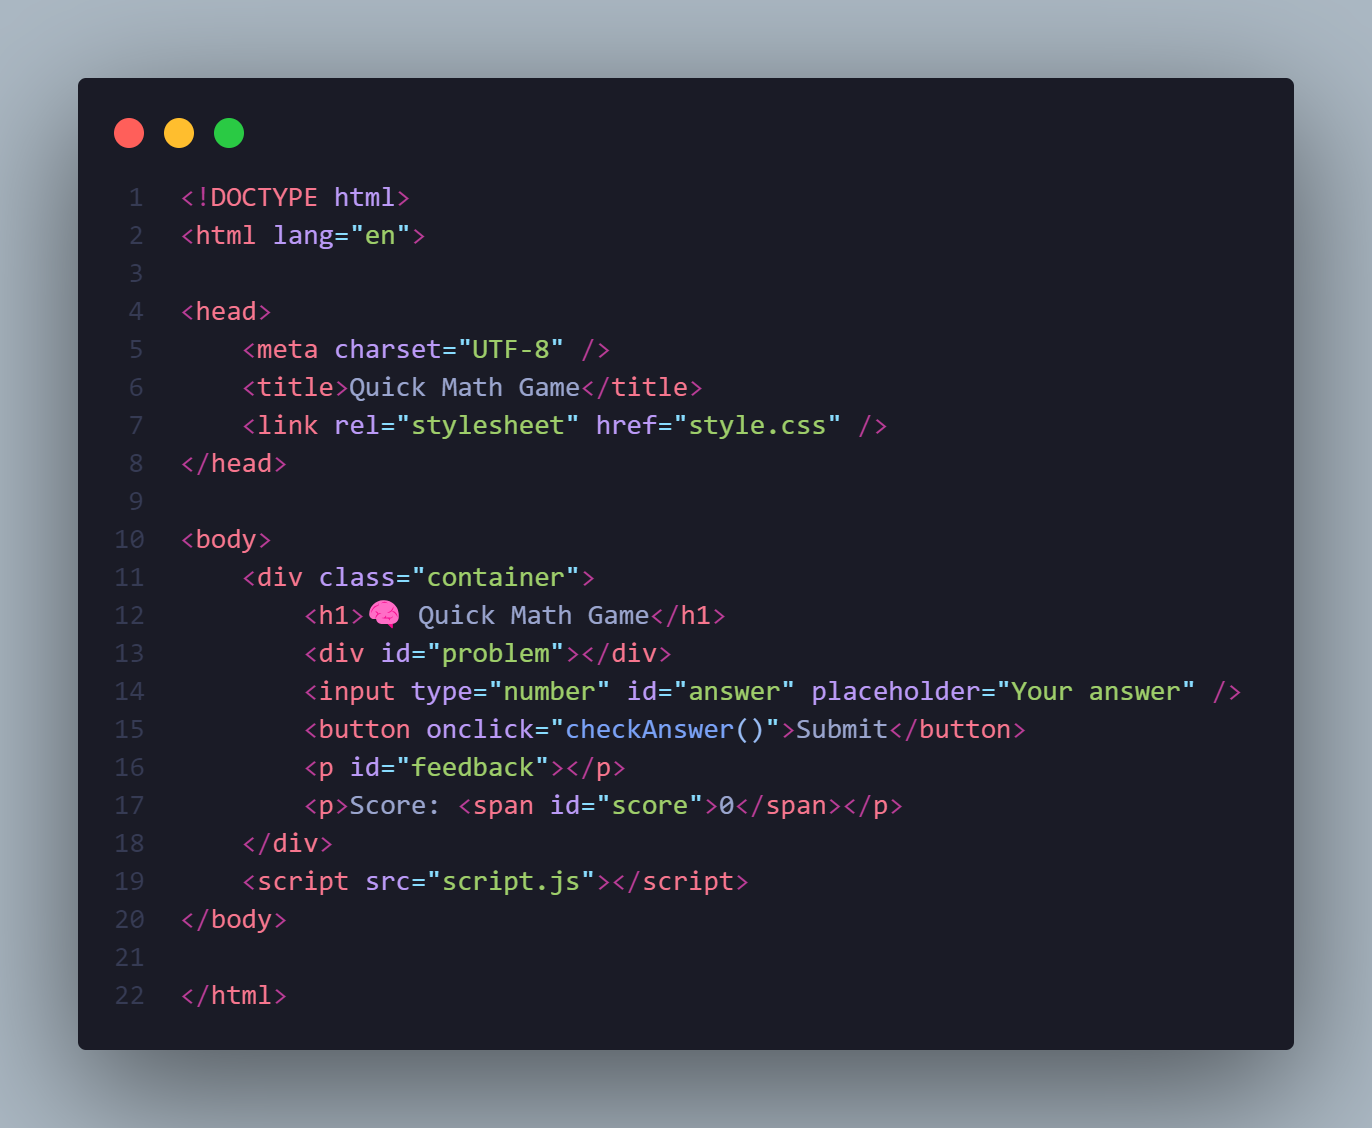 1 <!DOCTYPE html>
2 <html lang="en">
3
4 <head>
5     <meta charset="UTF-8" />
6     <title>Quick Math Game</title>
7     <link rel="stylesheet" href="style.css" />
8 </head>
9
10 <body>
11     <div class="container">
12         <h1>🧠 Quick Math Game</h1>
13         <div id="problem"></div>
14         <input type="number" id="answer" placeholder="Your answer" />
15         <button onclick="checkAnswer()">Submit</button>
16         <p id="feedback"></p>
17         <p>Score: <span id="score">0</span></p>
18     </div>
19     <script src="script.js"></script>
20 </body>
21
22 </html>